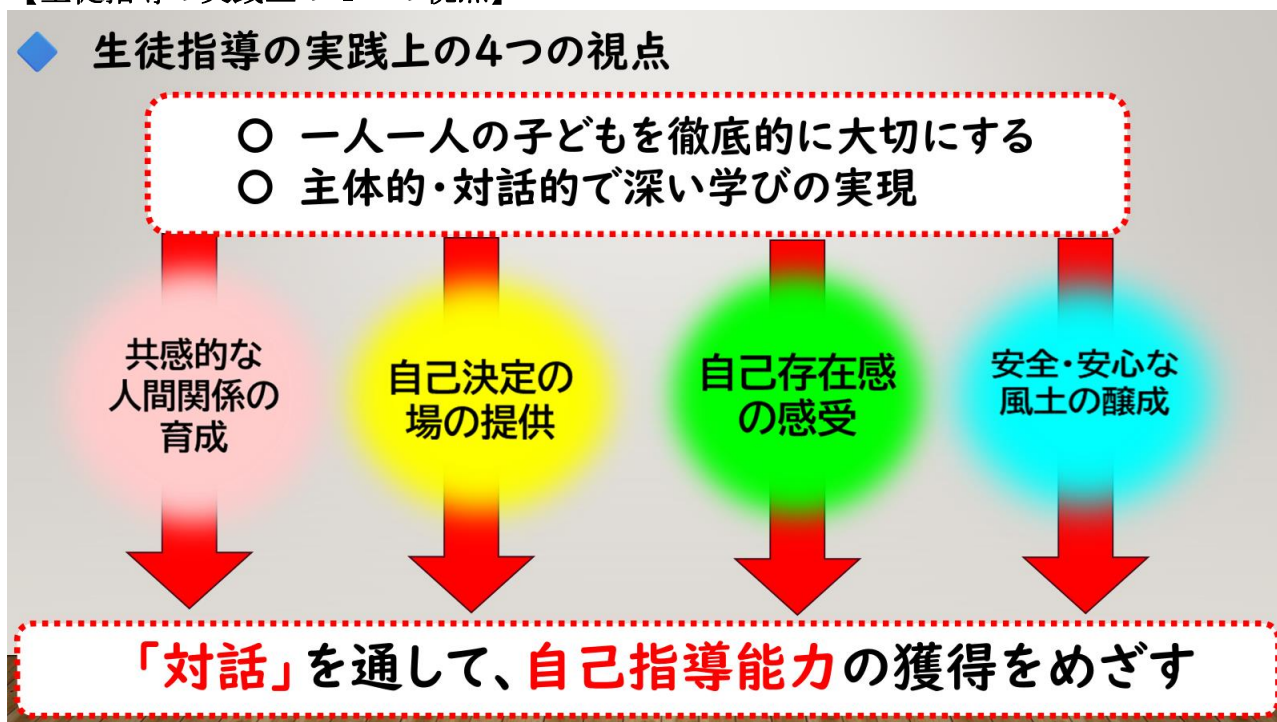 生徒指導の実践上の4つの視点
〇 一人一人の子どもを徹底的に大切にする
〇 主体的・対話的で深い学びの実現
共感的な
人間関係の
育成
自己決定の
場の提供
自己存在感
の感受
安全・安心な
風土の醸成
「対話」を通して、自己指導能力の獲得をめざす